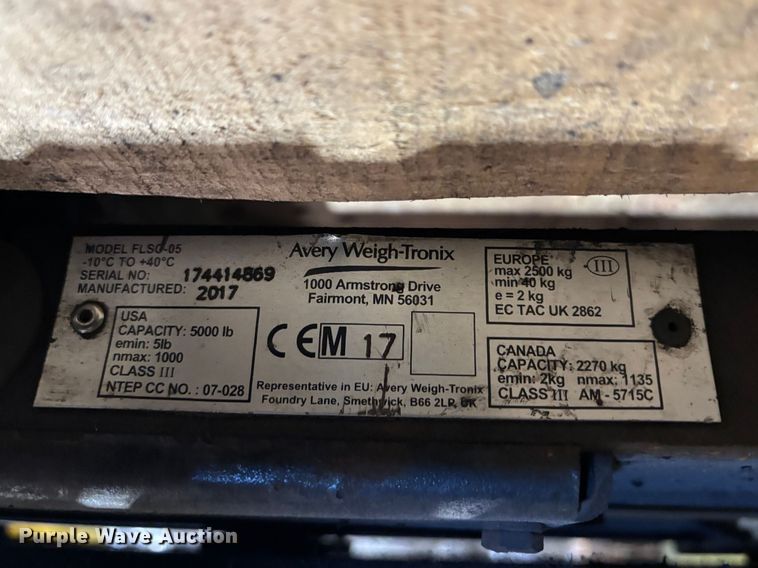 MODEL FLSC-05
-10°C TO +40°C
SERIAL NO: 174414869
MANUFACTURED: 2017
USA
CAPACITY: 5000 lb
emin: 5lb
nmax: 1000
CLASS III
NTEP CC NO. : 07-028
Avery Weigh-Tronix
1000 Armstrong Drive
Fairmont, MN 56031
CE M 17
Representative in EU: Avery Weigh-Tronix
Foundry Lane, Smethwick, B66 2LP, UK
EUROPE
max 2500 kg
min 40 kg
e = 2 kg
EC TAC UK 2862
III
CANADA
CAPACITY: 2270 kg
emin: 2kg nmax: 1135
CLASS III AM - 5715C
Purple Wave Auction